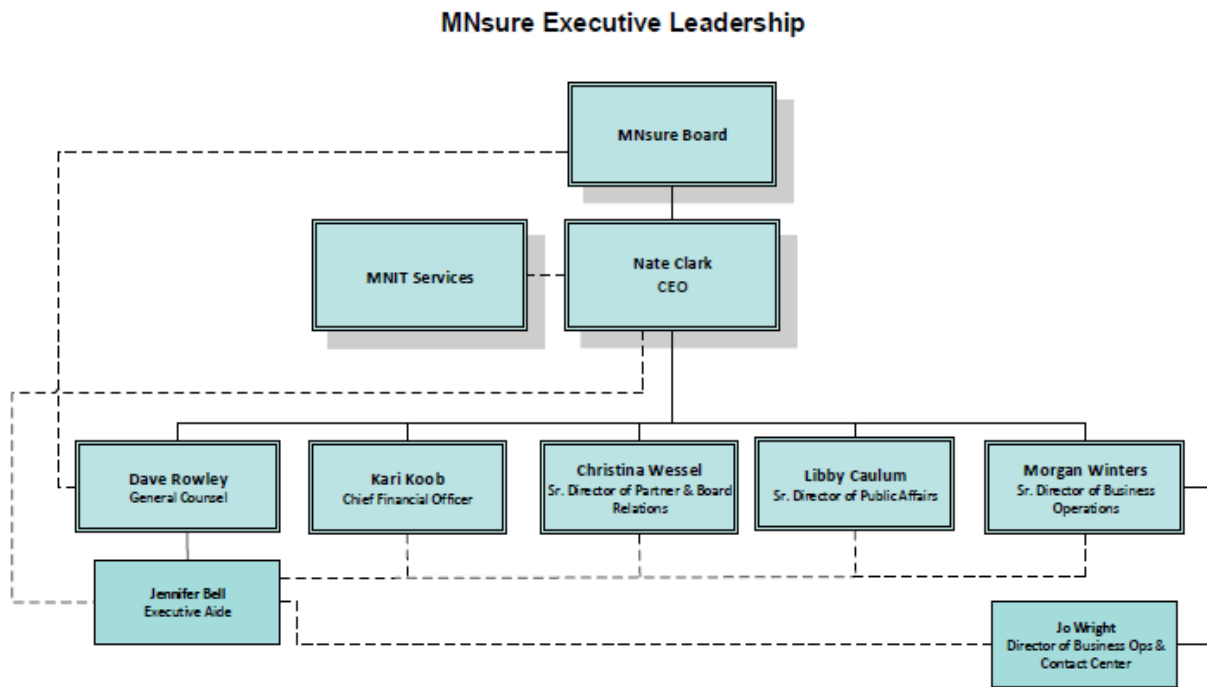 MNsure Executive Leadership
MNsure Board
MNIT Services
Nate Clark
CEO
Dave Rowley
General Counsel
Kari Koob
Chief Financial Officer
Christina Wessel
Sr. Director of Partner & Board
Relations
Libby Caulum
Sr. Director of Public Affairs
Morgan Winters
Sr. Director of Business
Operations
Jennifer Bell
Executive Aide
Jo Wright
Director of Business Ops &
Contact Center